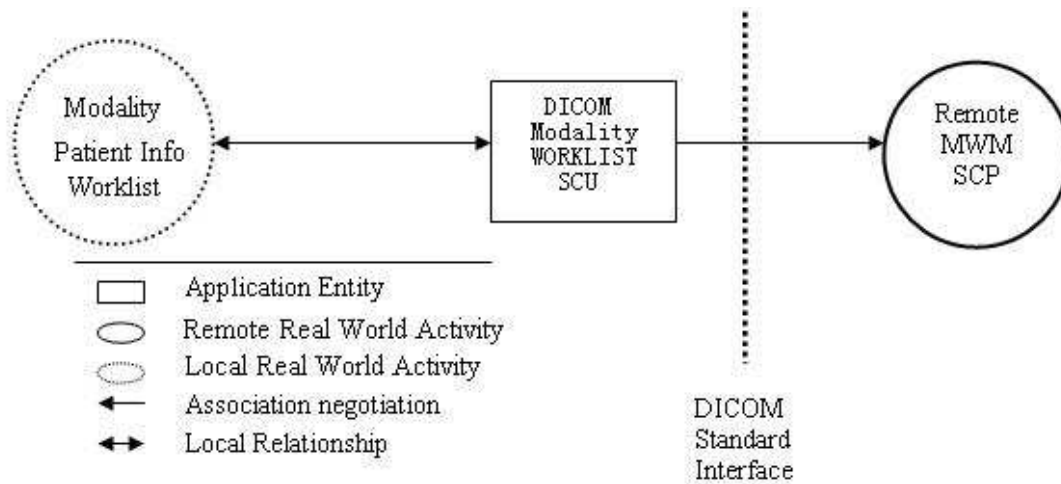 Modality
Patient Info
Worklist
DICOM
Modality
WORKLIST
SCU
Remote
MWM
SCP
Application Entity
Remote Real World Activity
Local Real World Activity
Association negotiation
Local Relationship
DICOM
Standard
Interface